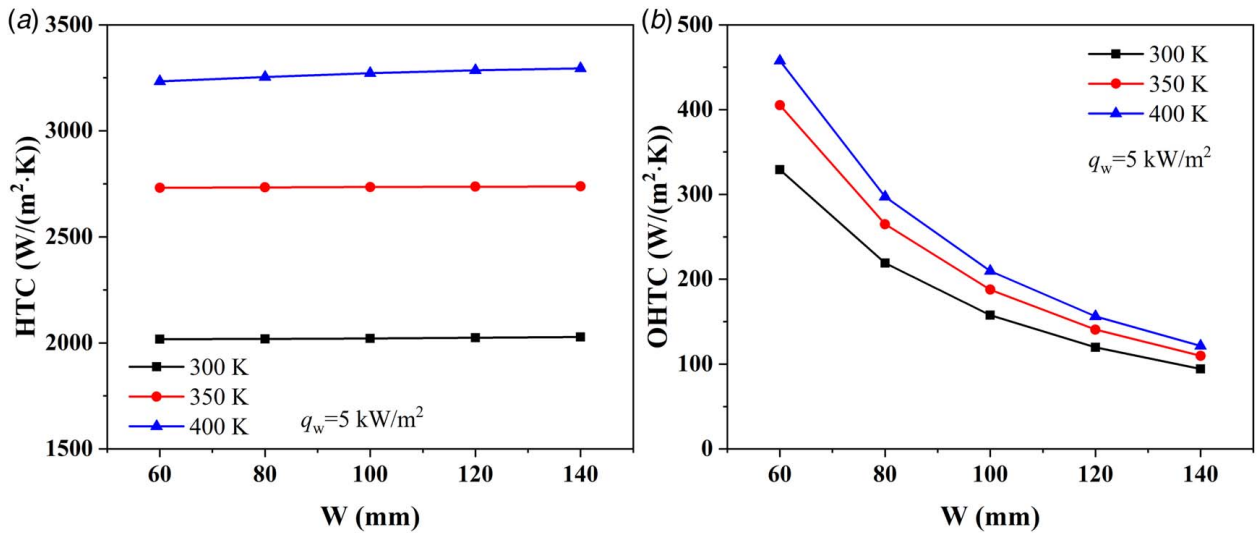 (a)
3500
3000
2500
2000
1500
HTC (W/(m²·K))
300 K
350 K
400 K
q_w=5 kW/m²
60 80 100 120 140
W (mm)
(b)
500
400
300
200
100
0
OHTC (W/(m²·K))
300 K
350 K
400 K
q_w=5 kW/m²
60 80 100 120 140
W (mm)